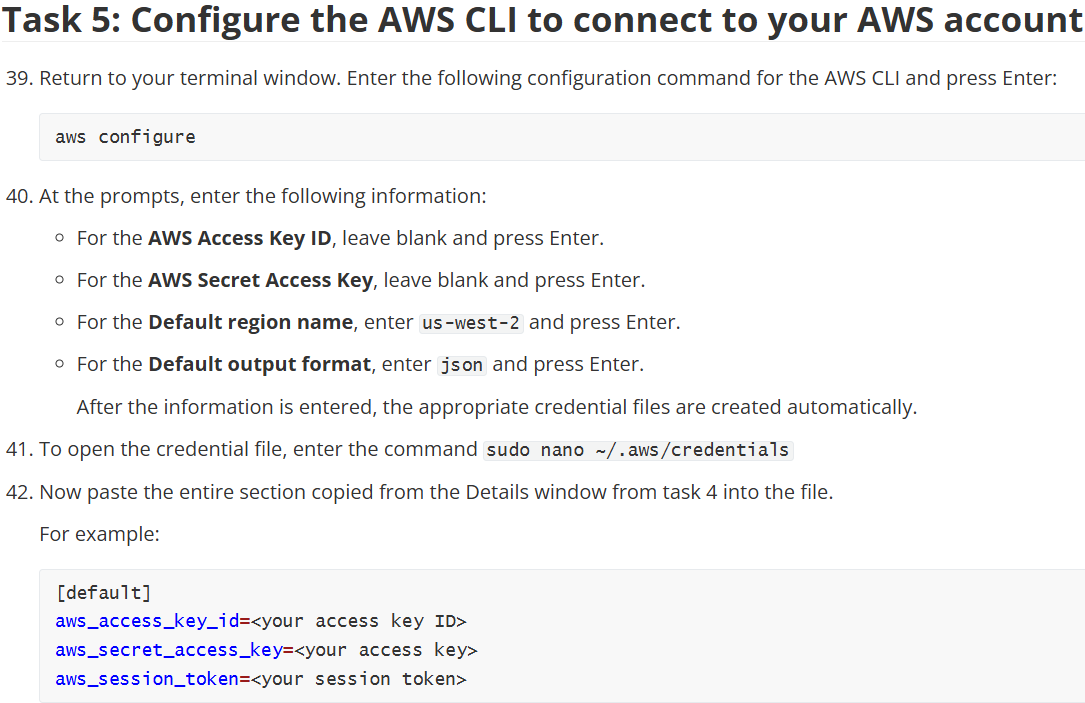 Task 5: Configure the AWS CLI to connect to your AWS account
39. Return to your terminal window. Enter the following configuration command for the AWS CLI and press Enter:
aws configure
40. At the prompts, enter the following information:
For the AWS Access Key ID, leave blank and press Enter.
For the AWS Secret Access Key, leave blank and press Enter.
For the Default region name, enter us-west-2 and press Enter.
For the Default output format, enter json and press Enter.
After the information is entered, the appropriate credential files are created automatically.
41. To open the credential file, enter the command sudo nano ~/.aws/credentials
42. Now paste the entire section copied from the Details window from task 4 into the file.
For example:
[default]
aws_access_key_id=<your access key ID>
aws_secret_access_key=<your access key>
aws_session_token=<your session token>